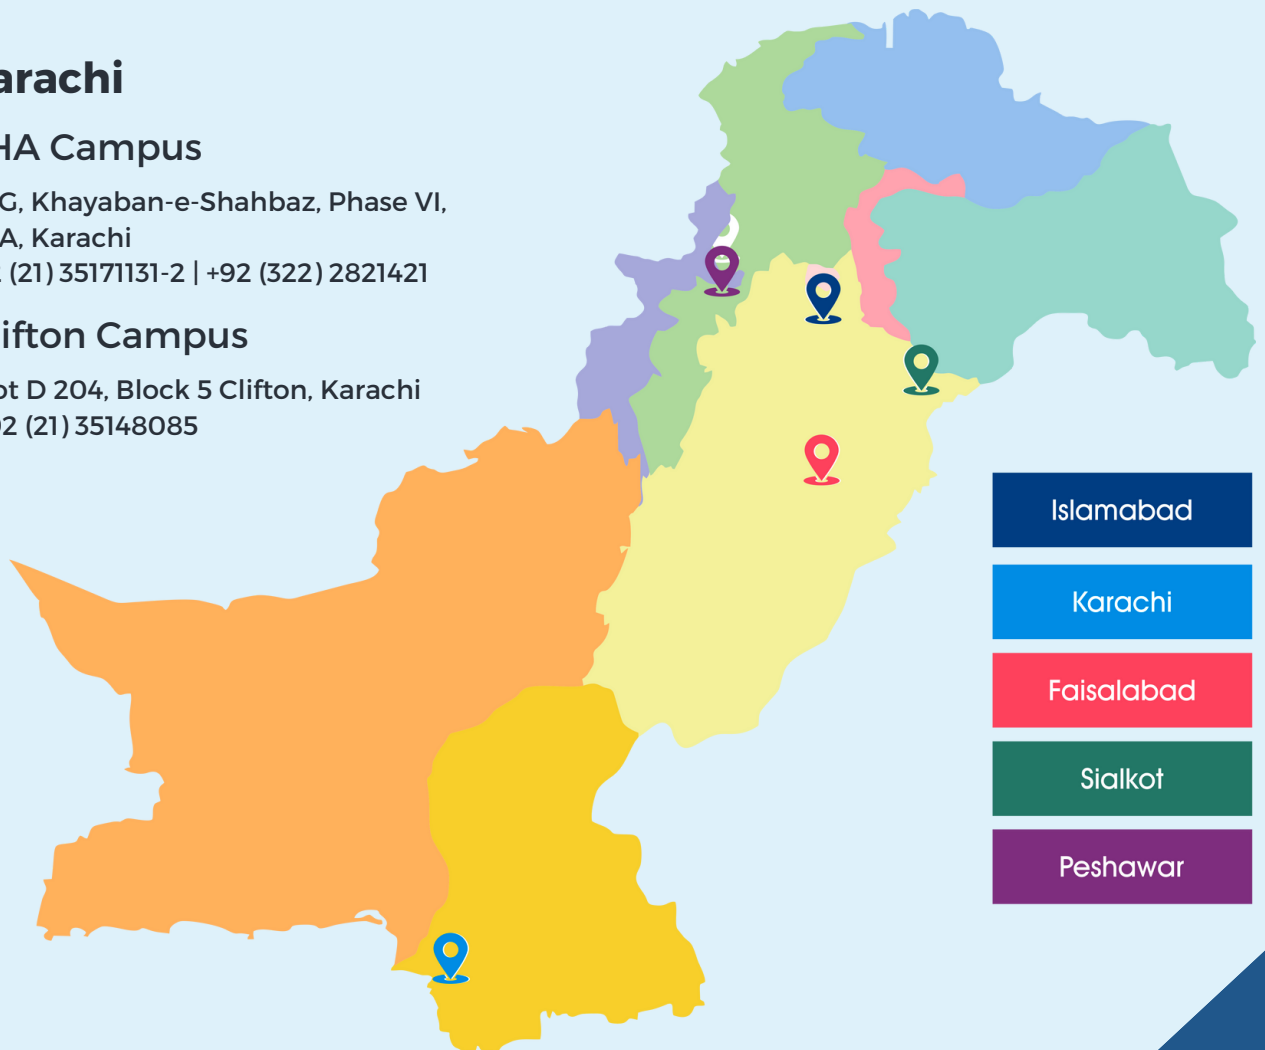 arachi
HA Campus
G, Khayaban-e-Shahbaz, Phase VI,
A, Karachi
(21) 35171131-2 | +92 (322) 2821421
lifton Campus
ot D 204, Block 5 Clifton, Karachi
2 (21) 35148085
Islamabad
Karachi
Faisalabad
Sialkot
Peshawar